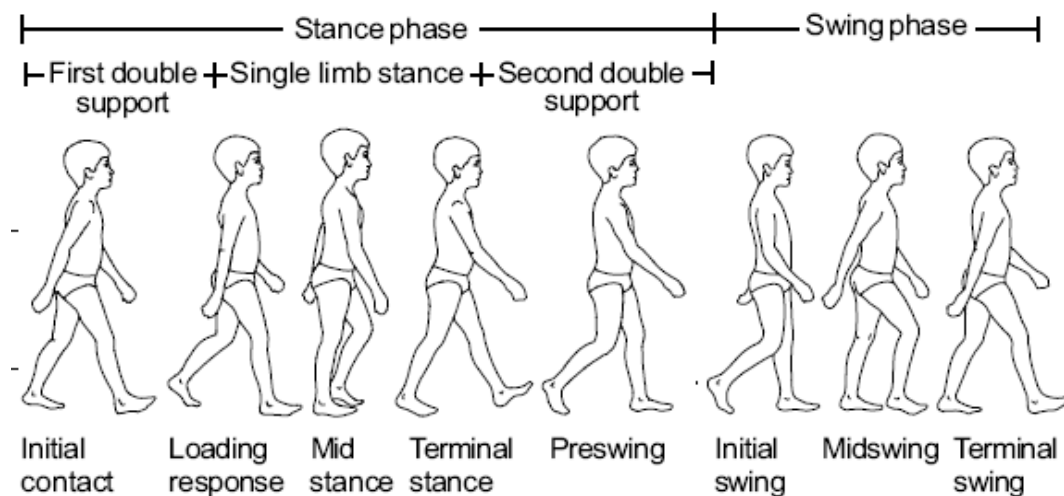 Stance phase
Swing phase
First double
support
Single limb stance
Second double
support
Initial
contact
Loading
response
Mid
stance
Terminal
stance
Preswing
Initial
swing
Midswing
Terminal
swing